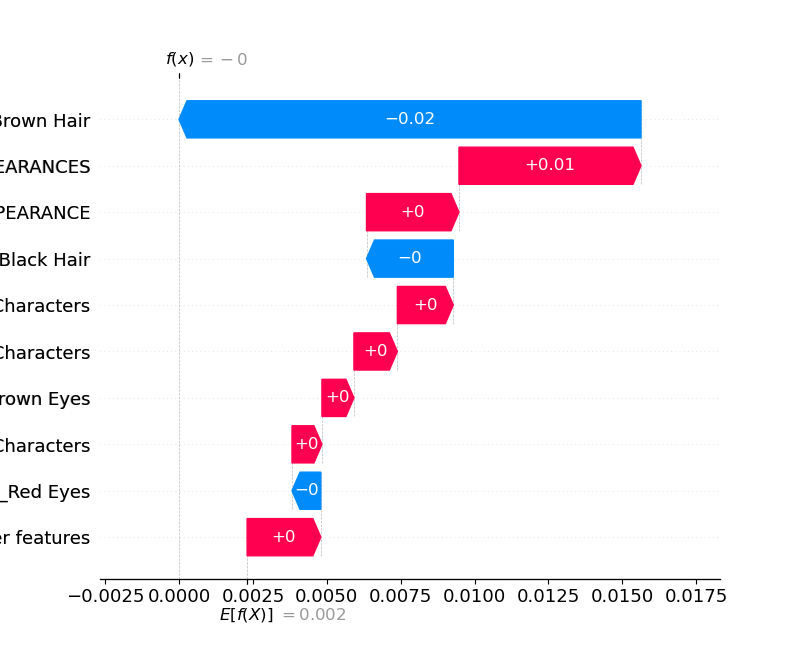 f(x) = − 0
Brown Hair −0.02
EARANCES +0.01
PEARANCE +0
Black Hair −0
Characters +0
Characters +0
rown Eyes +0
Characters +0
_Red Eyes −0
er features +0
−0.0025 0.0000 0.0025 0.0050 0.0075 0.0100 0.0125 0.0150 0.0175
E[f(X)] = 0.002